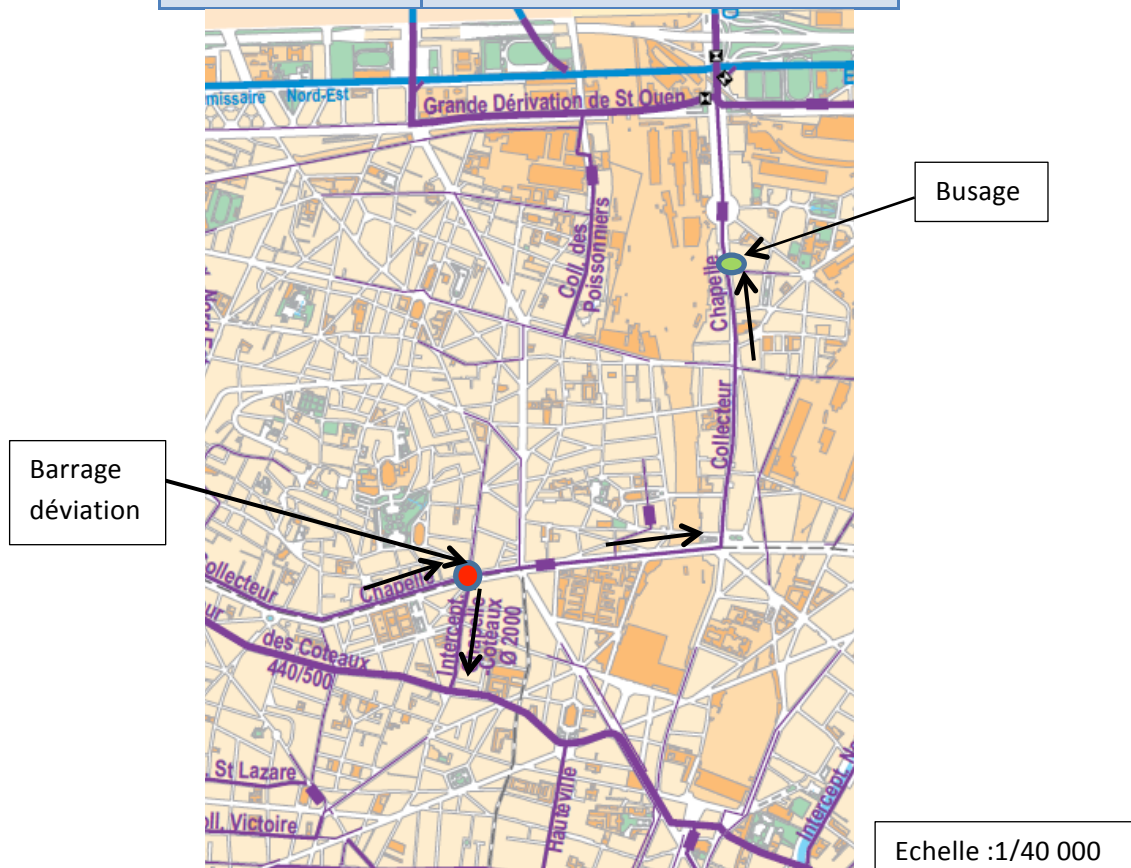 missaire Nord-Est
Grande Dérivation de St Ouen
E
Busage
Coll. des
Poissonniers
Chapelle
Collecteur
Barrage
déviation
Collecteur
Chapelle
ur
des Coteaux
440/500
Intercept.
Coteaux
Ø 2000
St Lazare
oll. Victoire
Hauteville
Intercept.
Echelle :1/40 000